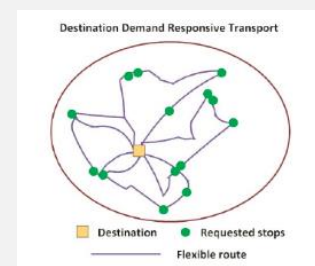 Destination Demand Responsive Transport
Destination Requested stops
Flexible route